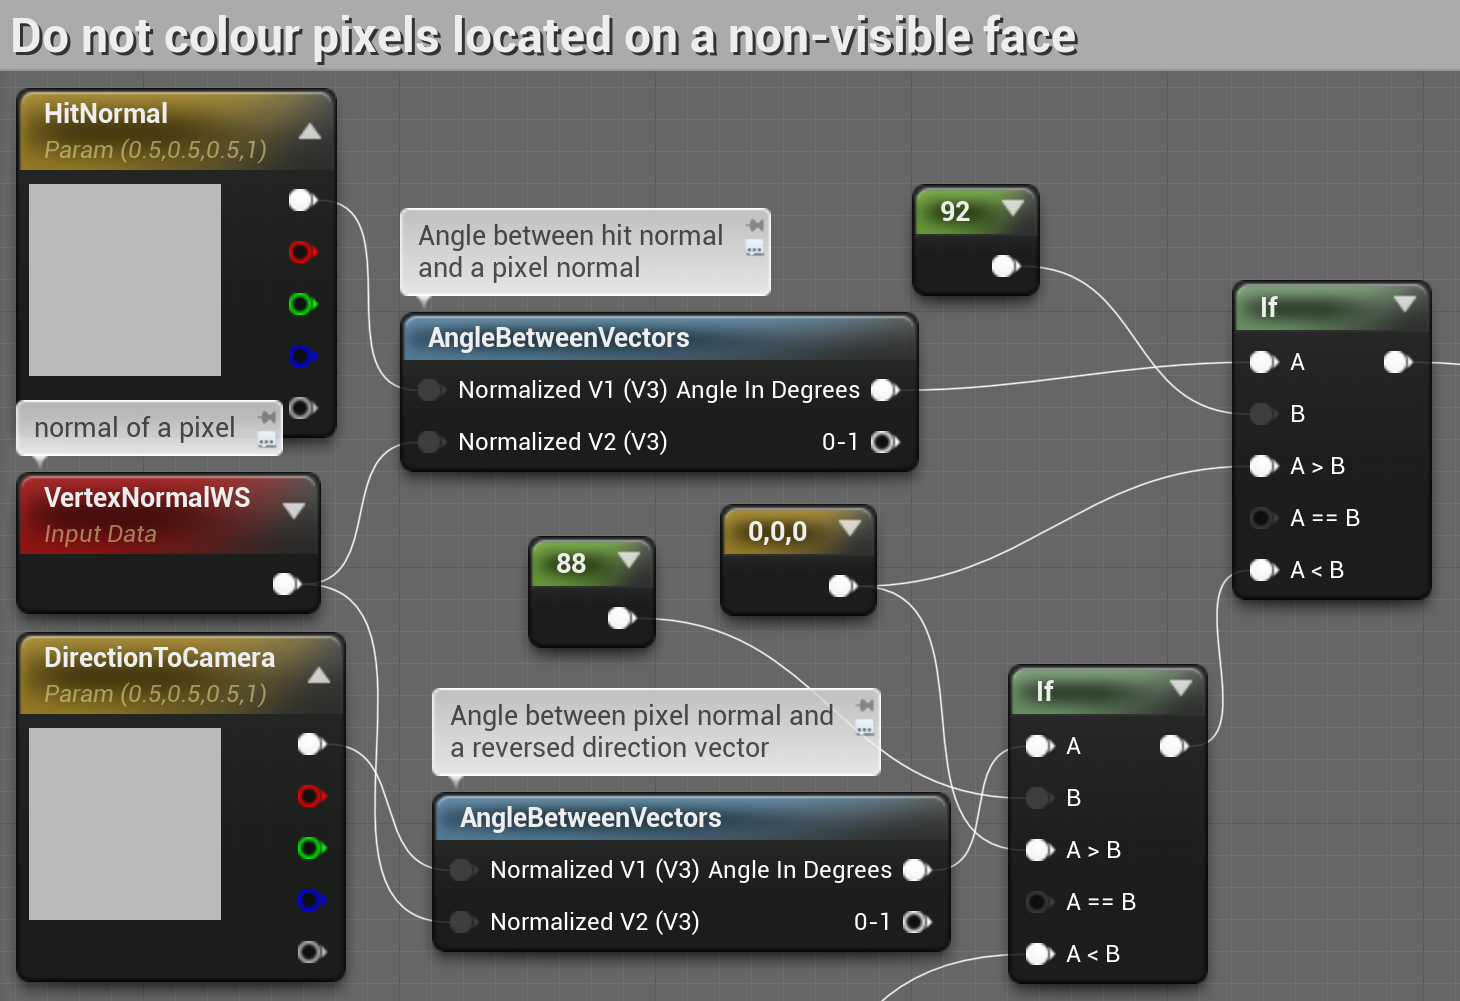 Do not colour pixels located on a non-visible face
HitNormal
Param (0.5,0.5,0.5,1)
normal of a pixel
VertexNormalWS
Input Data
DirectionToCamera
Param (0.5,0.5,0.5,1)
Angle between hit normal
and a pixel normal
AngleBetweenVectors
Normalized V1 (V3) Angle In Degrees
Normalized V2 (V3) 0-1
88
0,0,0
92
Angle between pixel normal and
a reversed direction vector
AngleBetweenVectors
Normalized V1 (V3) Angle In Degrees
Normalized V2 (V3) 0-1
If
A
B
A > B
A == B
A < B
If
A
B
A > B
A == B
A < B